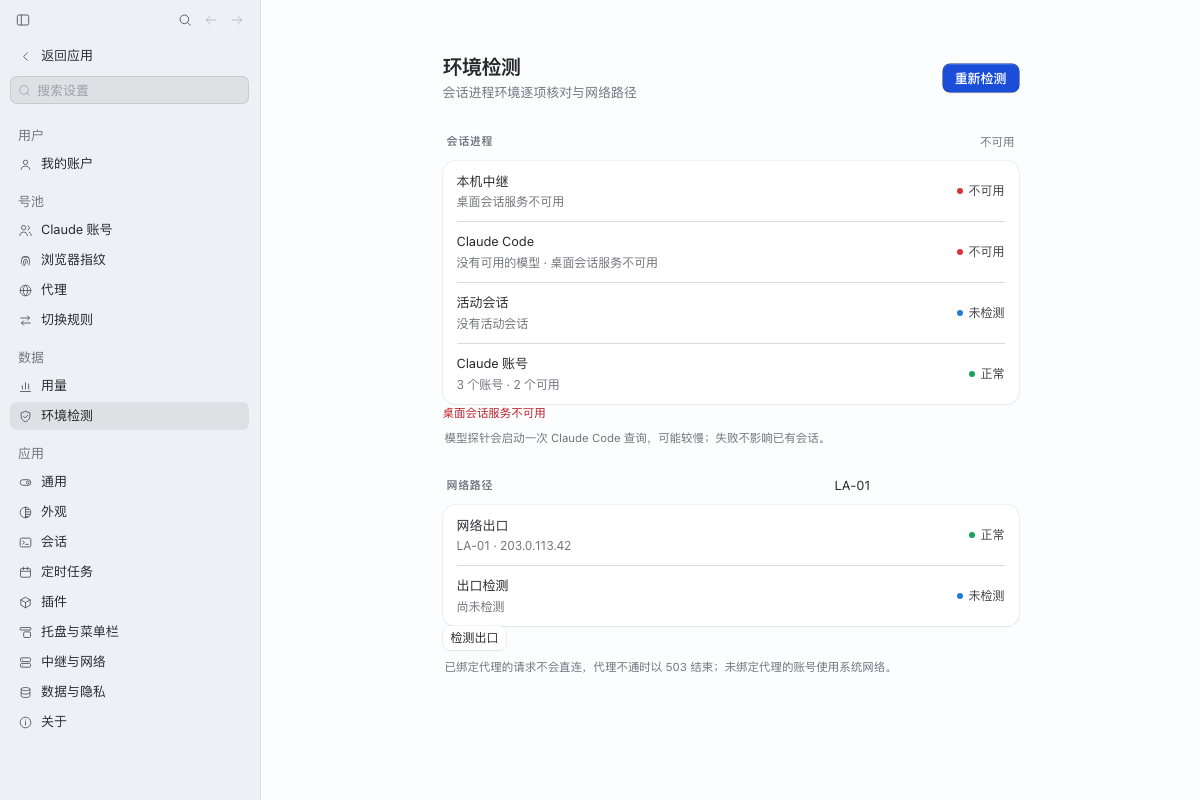 返回应用
搜索设置
用户
我的账户
号池
Claude 账号
浏览器指纹
代理
切换规则
数据
用量
环境检测
应用
通用
外观
会话
定时任务
插件
托盘与菜单栏
中继与网络
数据与隐私
关于
环境检测
会话进程环境逐项核对与网络路径
重新检测
会话进程
不可用
本机中继
桌面会话服务不可用
不可用
Claude Code
没有可用的模型 · 桌面会话服务不可用
不可用
活动会话
没有活动会话
未检测
Claude 账号
3 个账号 · 2 个可用
正常
桌面会话服务不可用
模型探针会启动一次 Claude Code 查询，可能较慢；失败不影响已有会话。
网络路径
LA-01
网络出口
LA-01 · 203.0.113.42
正常
出口检测
尚未检测
未检测
检测出口
已绑定代理的请求不会直连，代理不通时以 503 结束；未绑定代理的账号使用系统网络。